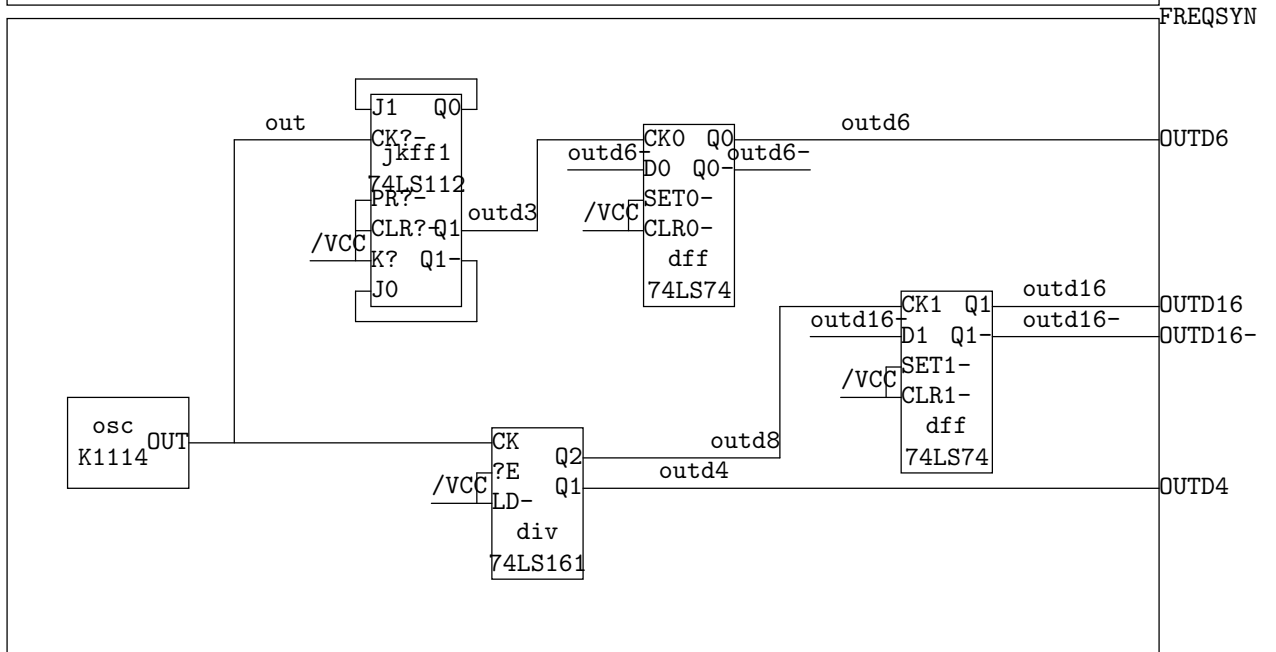 FREQSYN
J1 Q0
out
CK?-
jkff1
74LS112
PR?-
CLR?- Q1
/VCC
K? Q1-
J0
outd3
CK0 Q0
outd6-
D0 Q0-
outd6-
SET0-
/VCC
CLR0-
dff
74LS74
outd6
OUTD6
CK1 Q1
outd16-
D1 Q1-
SET1-
/VCC
CLR1-
dff
74LS74
outd16
OUTD16
outd16-
OUTD16-
osc
OUT
K1114
CK
Q2
?E
Q1
/VCC
LD-
div
74LS161
outd8
outd4
OUTD4